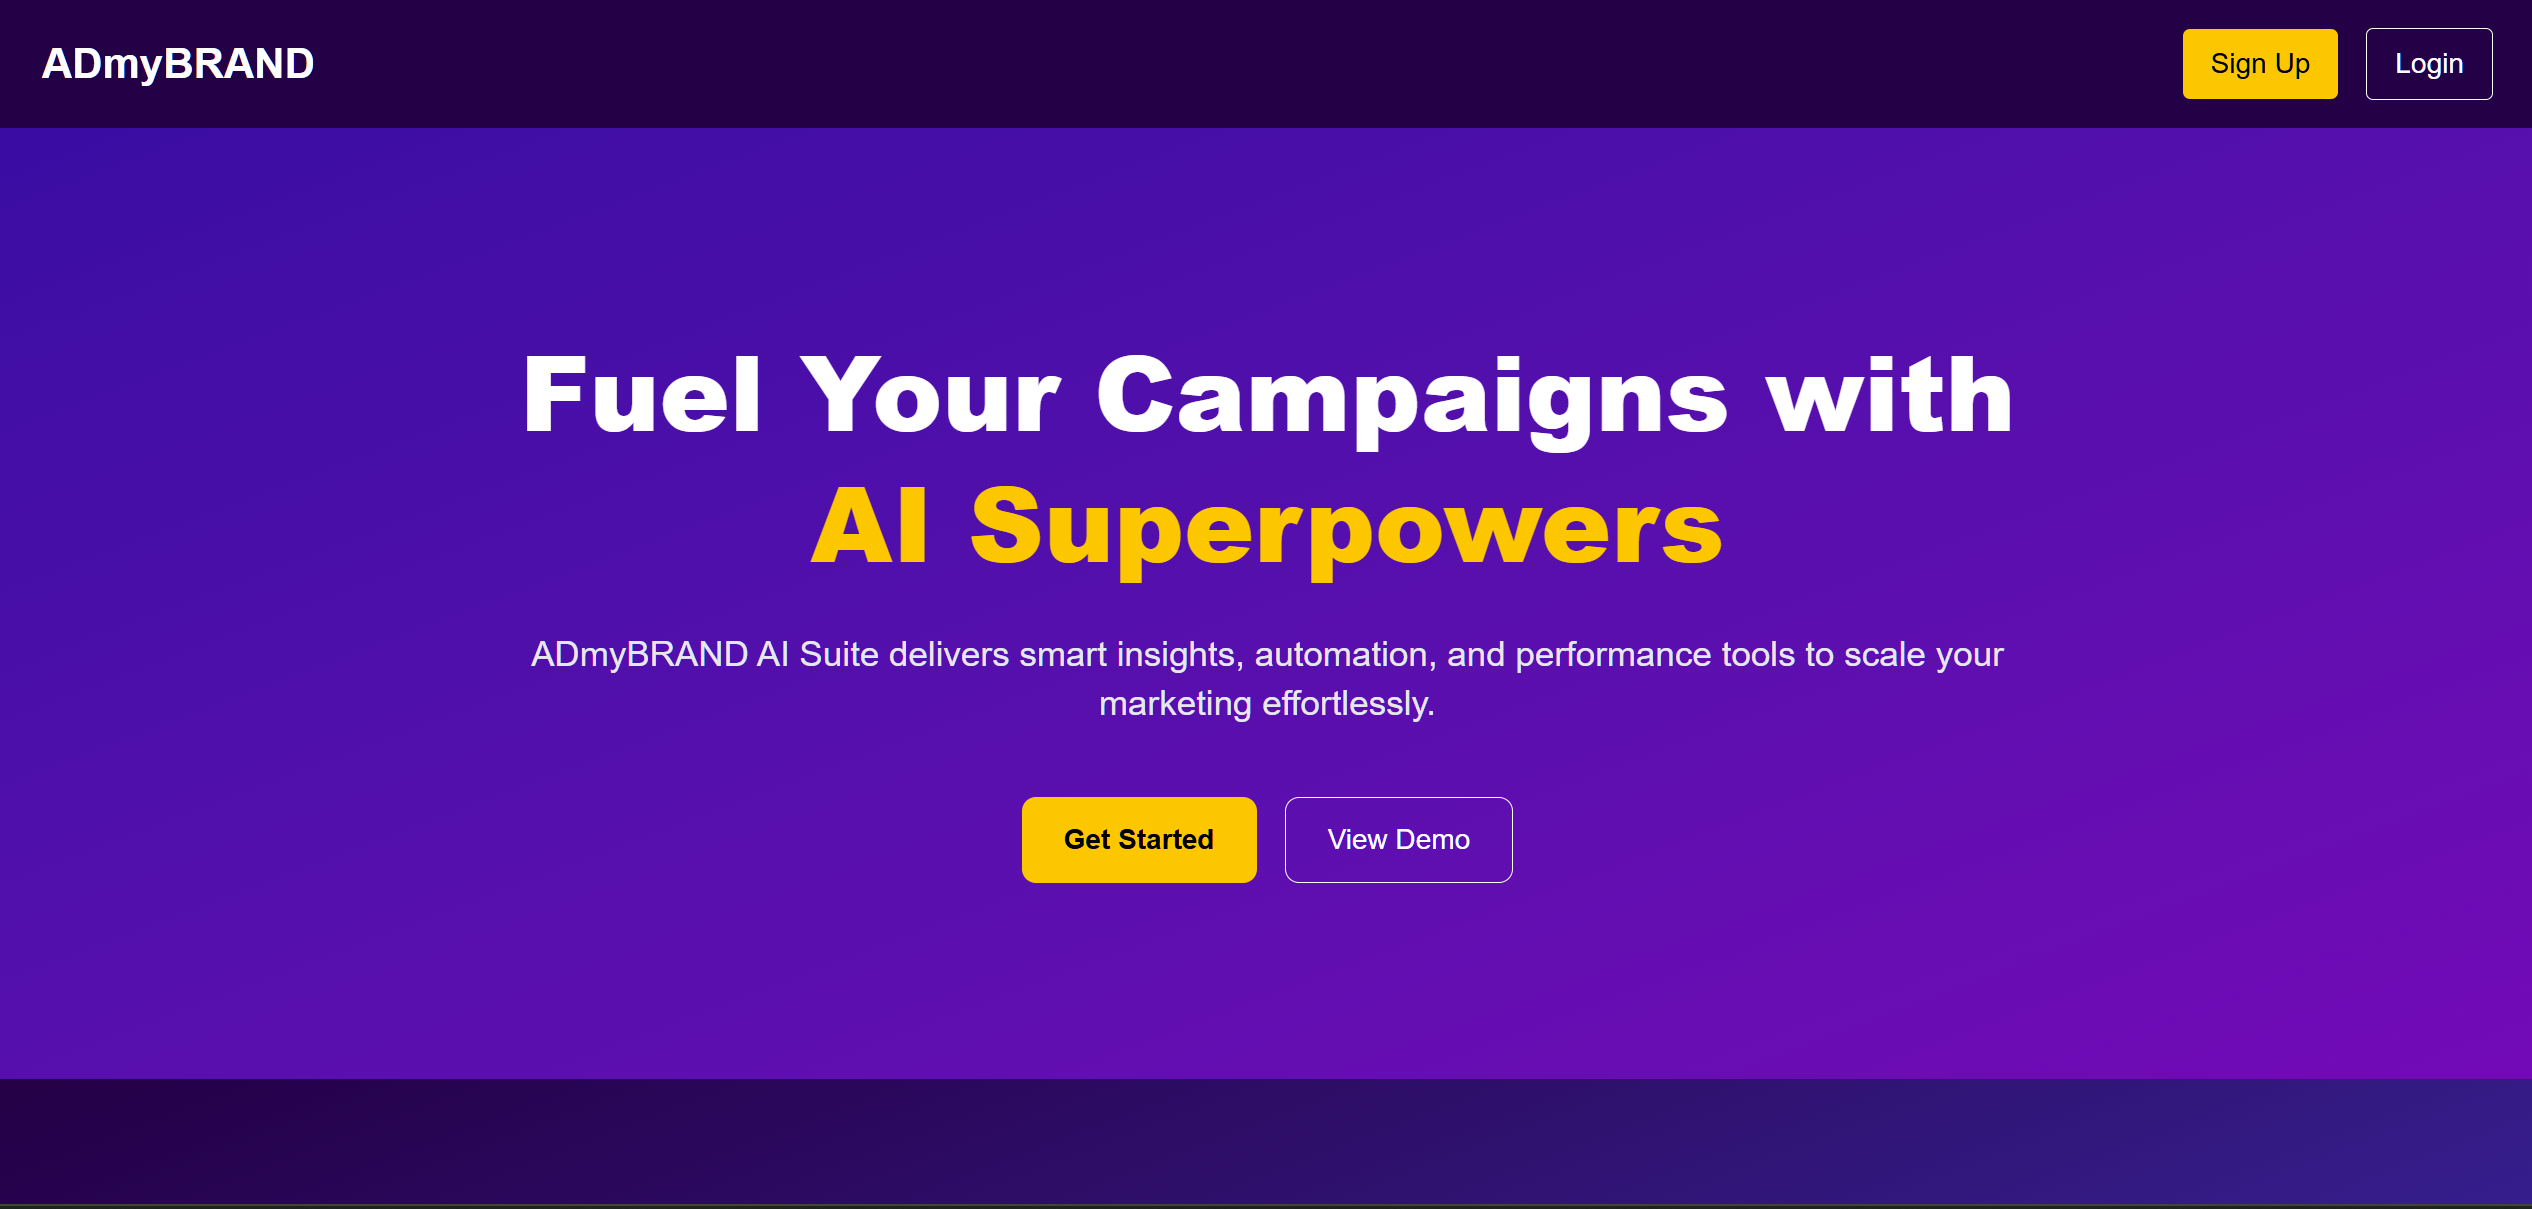 ADmyBRAND
Sign Up
Login
Fuel Your Campaigns with
AI Superpowers
ADmyBRAND AI Suite delivers smart insights, automation, and performance tools to scale your
marketing effortlessly.
Get Started
View Demo